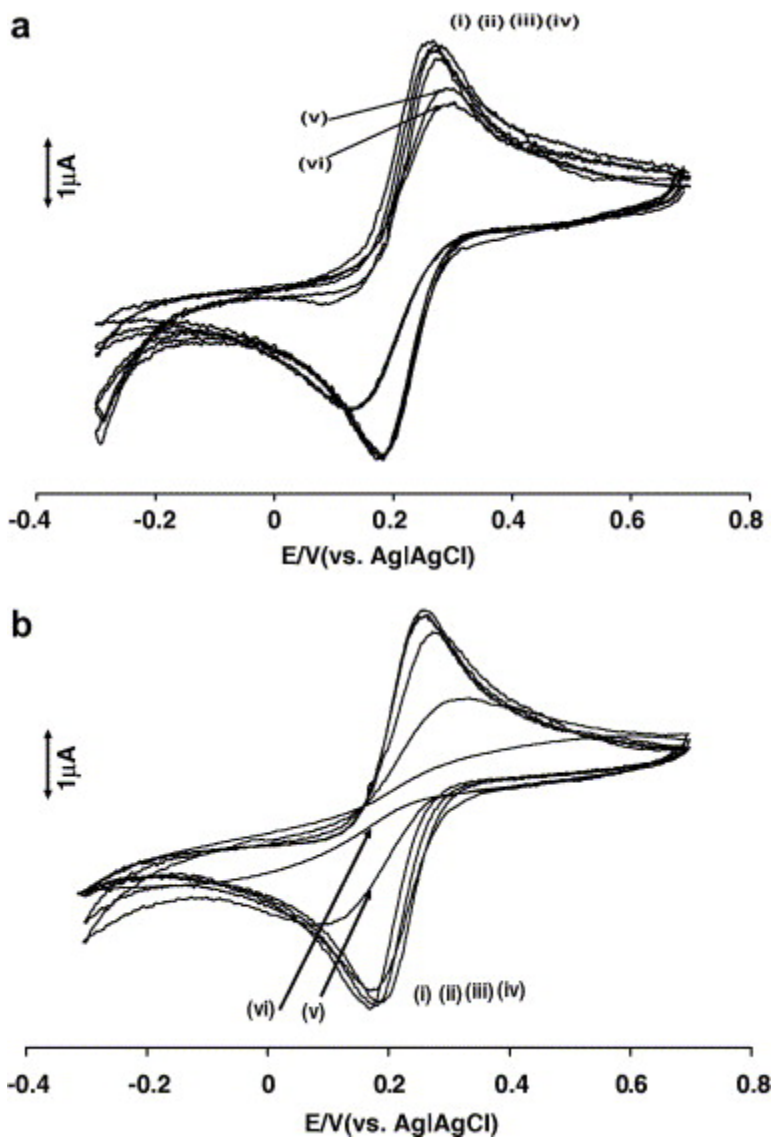 a
(i) (ii) (iii) (iv)
(v)
(vi)
1µA
-0.4 -0.2 0 0.2 0.4 0.6 0.8
E/V(vs. Ag|AgCl)
b
1µA
(vi) (v) (i) (ii) (iii) (iv)
-0.4 -0.2 0 0.2 0.4 0.6 0.8
E/V(vs. Ag|AgCl)